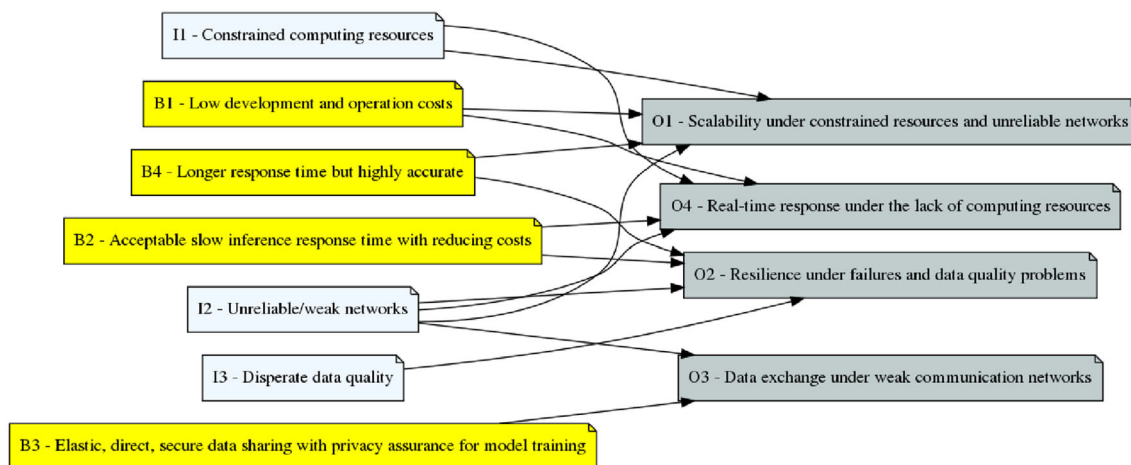 I1 - Constrained computing resources
B1 - Low development and operation costs
B4 - Longer response time but highly accurate
B2 - Acceptable slow inference response time with reducing costs
I2 - Unreliable/weak networks
I3 - Disperate data quality
B3 - Elastic, direct, secure data sharing with privacy assurance for model training
O1 - Scalability under constrained resources and unreliable networks
O4 - Real-time response under the lack of computing resources
O2 - Resilience under failures and data quality problems
O3 - Data exchange under weak communication networks